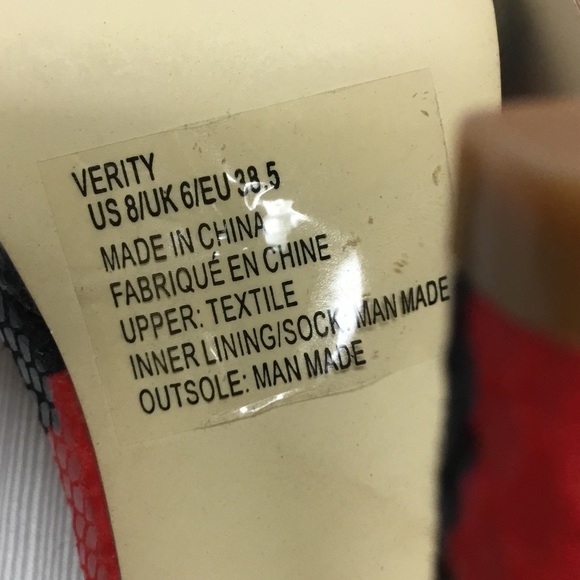 VERITY
US 8/UK 6/EU 38.5
MADE IN CHINA
FABRIQUÉ EN CHINE
UPPER: TEXTILE
INNER LINING/SOCK: MAN MADE
OUTSOLE: MAN MADE